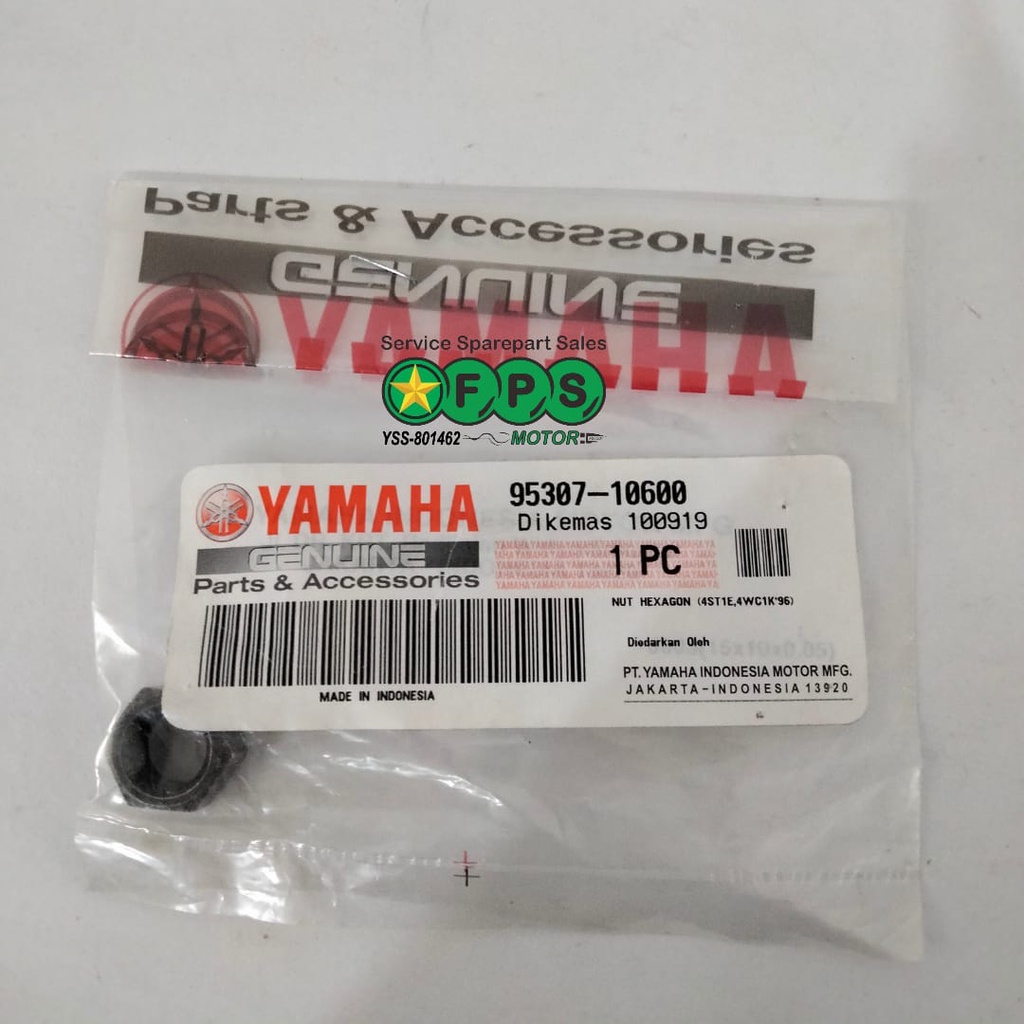 Parts & Accessories
GENUINE
YAMAHA
Service Sparepart Sales
FPS
YSS-801462 MOTOR
YAMAHA
95307-10600
Dikemas 100919
GENUINE
1 PC
Parts & Accessories
NUT HEXAGON (4ST1E,4WC1K'96)
Diedarkan Oleh
PT. YAMAHA INDONESIA MOTOR MFG.
JAKARTA-INDONESIA 13920
MADE IN INDONESIA